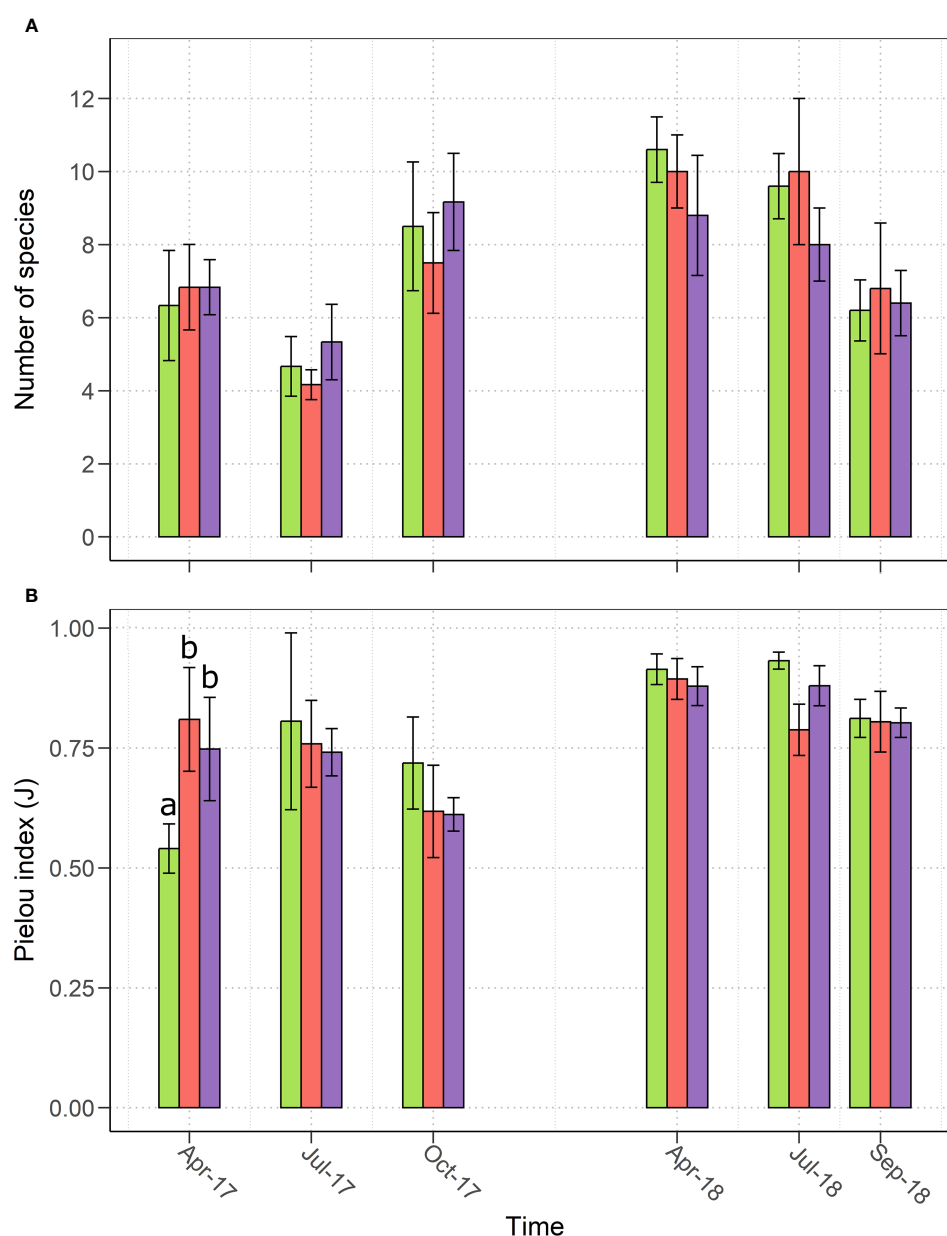 A
Number of species
12
10
8
6
4
2
0
B
Pielou index (J)
1.00
0.75
0.50
0.25
0.00
a
b
b
Apr-17
Jul-17
Oct-17
Apr-18
Jul-18
Sep-18
Time